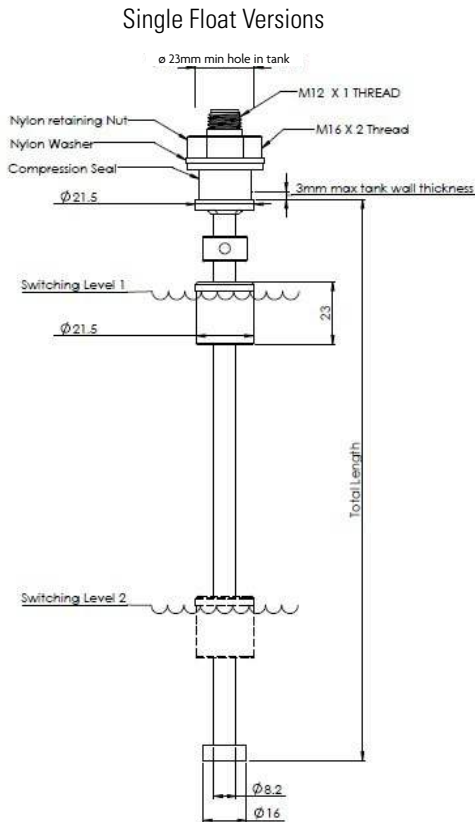 Single Float Versions
ø 23mm min hole in tank
M12 X 1 THREAD
Nylon retaining Nut
M16 X 2 Thread
Nylon Washer
Compression Seal
3mm max tank wall thickness
Ø21.5
Switching Level 1
23
Ø21.5
Total Length
Switching Level 2
Ø8.2
Ø16